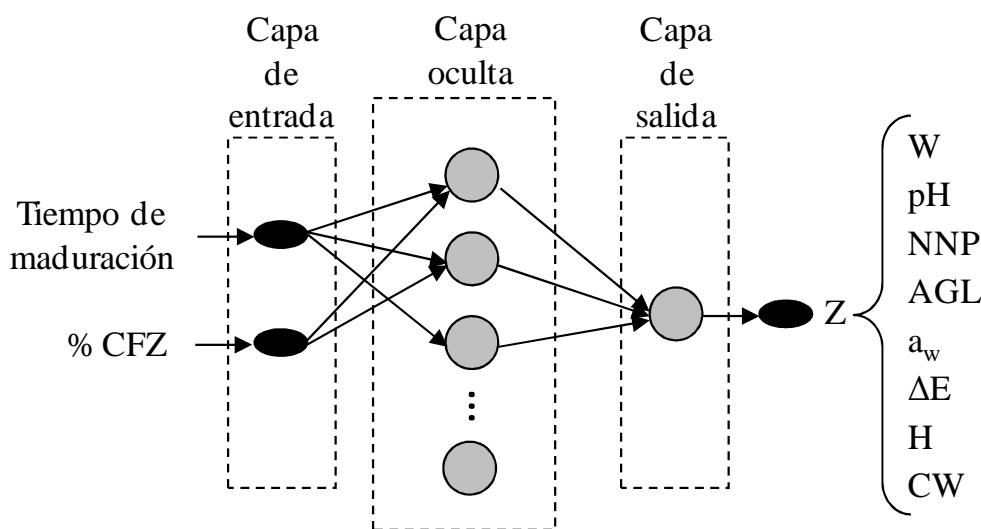 Capa
de
entrada
Capa
oculta
Capa
de
salida
Tiempo de
maduración
% CFZ
Z
W
pH
NNP
AGL
a_w
ΔE
H
CW